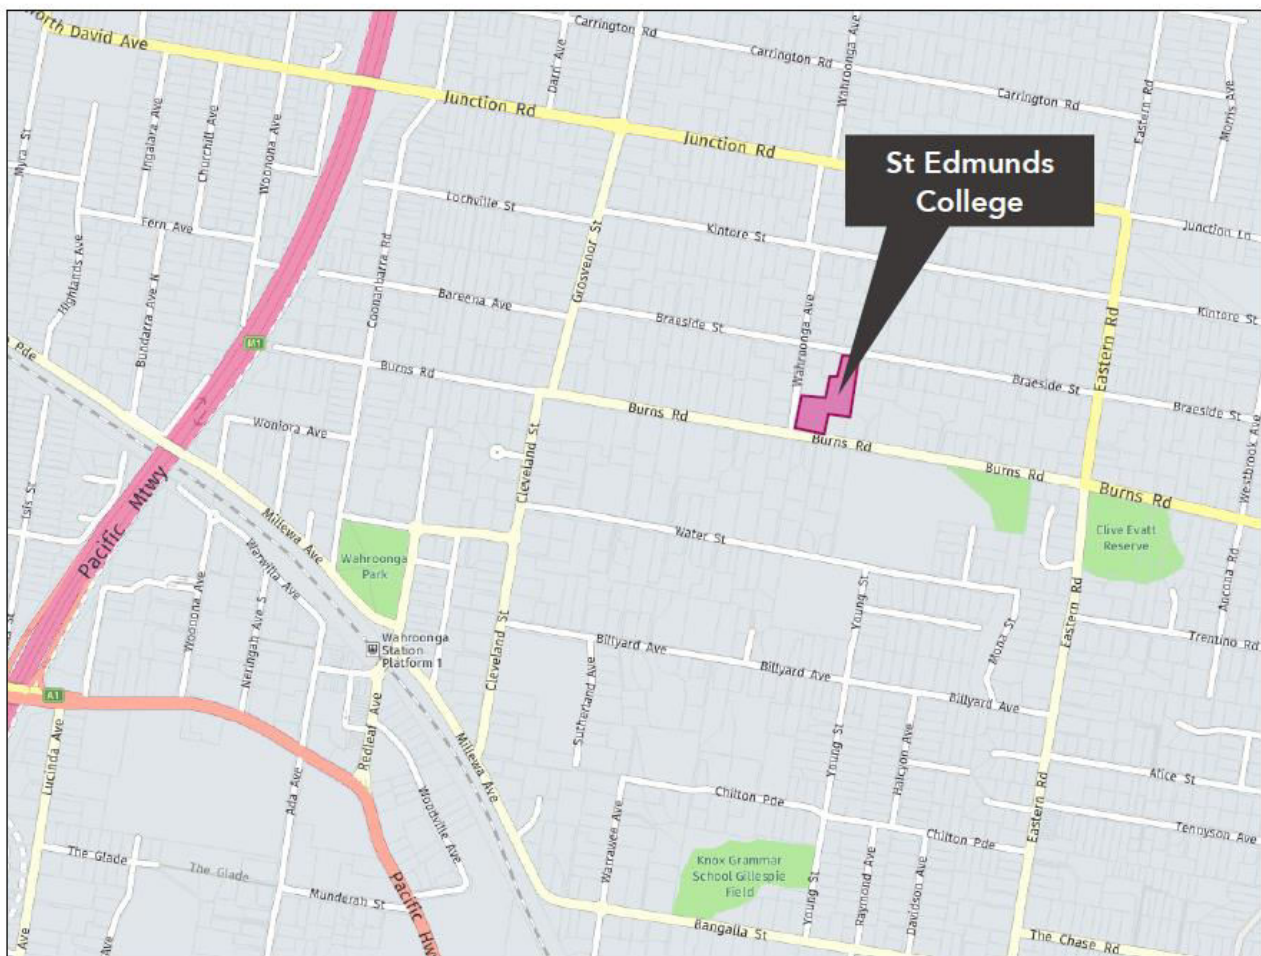 North David Ave
Carrington Rd
Carrington Rd
Carrington Rd
Darri Ave
Wahroonga Ave
Eastern Rd
Morris Ave
Myra St
Ingalara Ave
Churchill Ave
Woonona Ave
Junction Rd
Junction Rd
St Edmunds
College
Lochville St
Kintore St
Junction Ln
Fern Ave
Highlands Ave
Bundarra Ave N
Coonanbarra Rd
Grosvenor St
Bareena Ave
Braeside St
Wahroonga Ave
Kintore St
Eastern Rd
Pde
M1
Burns Rd
Braeside St
Braeside St
Burns Rd
Burns Rd
Burns Rd
Burns Rd
Westbrook Ave
Wonlora Ave
Cleveland St
Isis St
Pacific Mtwy
Millewa Ave
Water St
Clive Evatt
Reserve
Wahroonga
Park
Warwilla Ave
Woonona Ave
Neringah Ave S
Young St
Mona St
Eastern Rd
Ancona Rd
Trentino Rd
Wahroonga
Station
Platform 1
Cleveland St
Billyard Ave
Billyard Ave
Billyard Ave
Sutherland Ave
A1
Lucinda Ave
Redleaf Ave
Millewa Ave
Young St
Halcyon Ave
Alice St
Ada Ave
Woodville Ave
Chilton Pde
Chilton Pde
Eastern Rd
Tennyson Ave
The Glade
The Glade
Munderah St
Pacific Hw
Warrawee Ave
Knox Grammar
School Gillespie
Field
Young St
Raymond Ave
Davidson Ave
Ave
Bangalla St
The Chase Rd